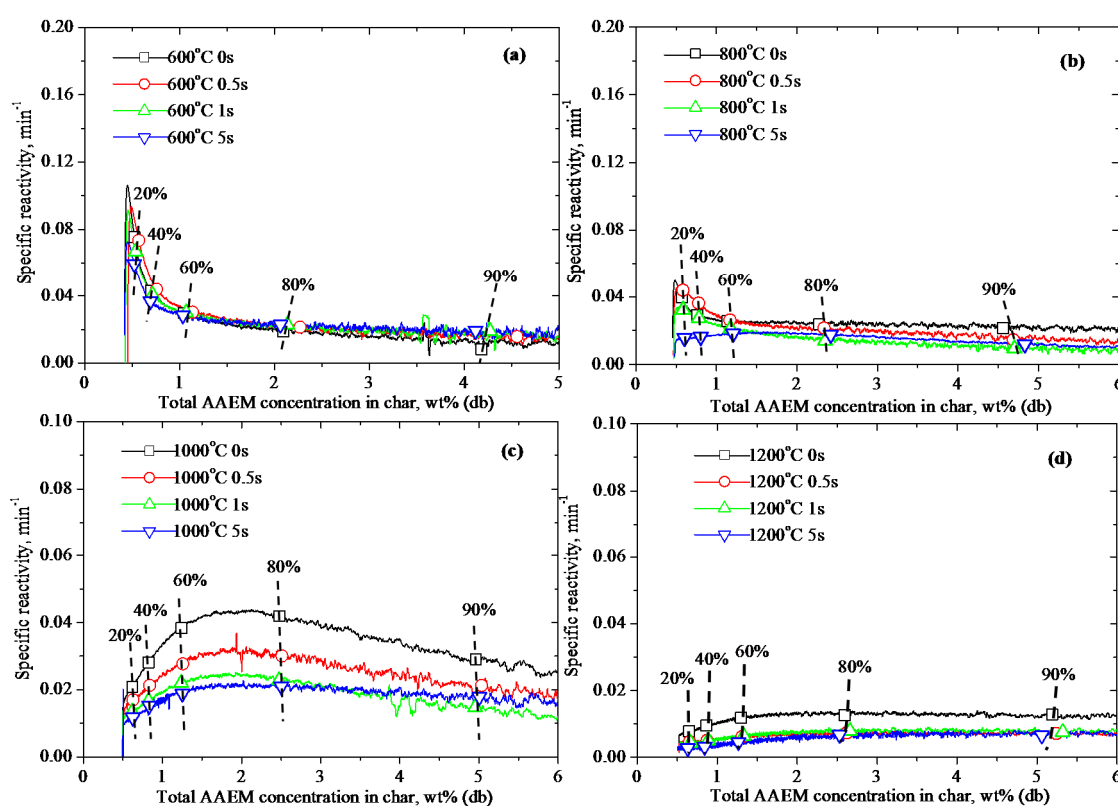 0.20
0.16
0.12
0.08
0.04
0.00
Specific reactivity, min-1
600°C 0s
600°C 0.5s
600°C 1s
600°C 5s
(a)
20%
40%
60%
80%
90%
0 1 2 3 4 5
Total AAEM concentration in char, wt% (db)
0.20
0.16
0.12
0.08
0.04
0.00
Specific reactivity, min-1
800°C 0s
800°C 0.5s
800°C 1s
800°C 5s
(b)
20%
40%
60%
80%
90%
0 1 2 3 4 5 6
Total AAEM concentration in char, wt% (db)
0.10
0.08
0.06
0.04
0.02
0.00
Specific reactivity, min-1
1000°C 0s
1000°C 0.5s
1000°C 1s
1000°C 5s
(c)
20%
40%
60%
80%
90%
0 1 2 3 4 5 6
Total AAEM concentration in char, wt% (db)
0.10
0.08
0.06
0.04
0.02
0.00
Specific reactivity, min-1
1200°C 0s
1200°C 0.5s
1200°C 1s
1200°C 5s
(d)
20%
40%
60%
80%
90%
0 1 2 3 4 5 6
Total AAEM concentration in char, wt% (db)